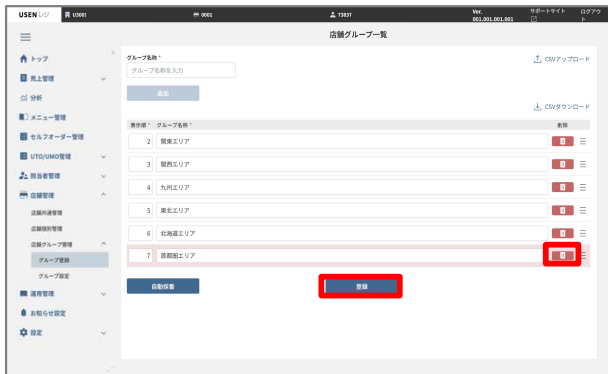 USEN レジ U3001 0001 73837 Ver. 001.001.001.001 サポートサイト ログアウト
店舗グループ一覧
トップ
売上管理
分析
メニュー管理
セルフオーダー管理
UTO/UMO管理
担当者管理
店舗管理
店舗共通管理
店舗個別管理
店舗グループ管理
グループ登録
グループ設定
運用管理
お知らせ設定
設定
グループ名称 *
グループ名称を入力
追加
CSVアップロード
CSVダウンロード
表示順 * グループ名称 * 削除
2 関東エリア
3 関西エリア
4 九州エリア
5 東北エリア
6 北海道エリア
7 首都圏エリア
自動採番
登録